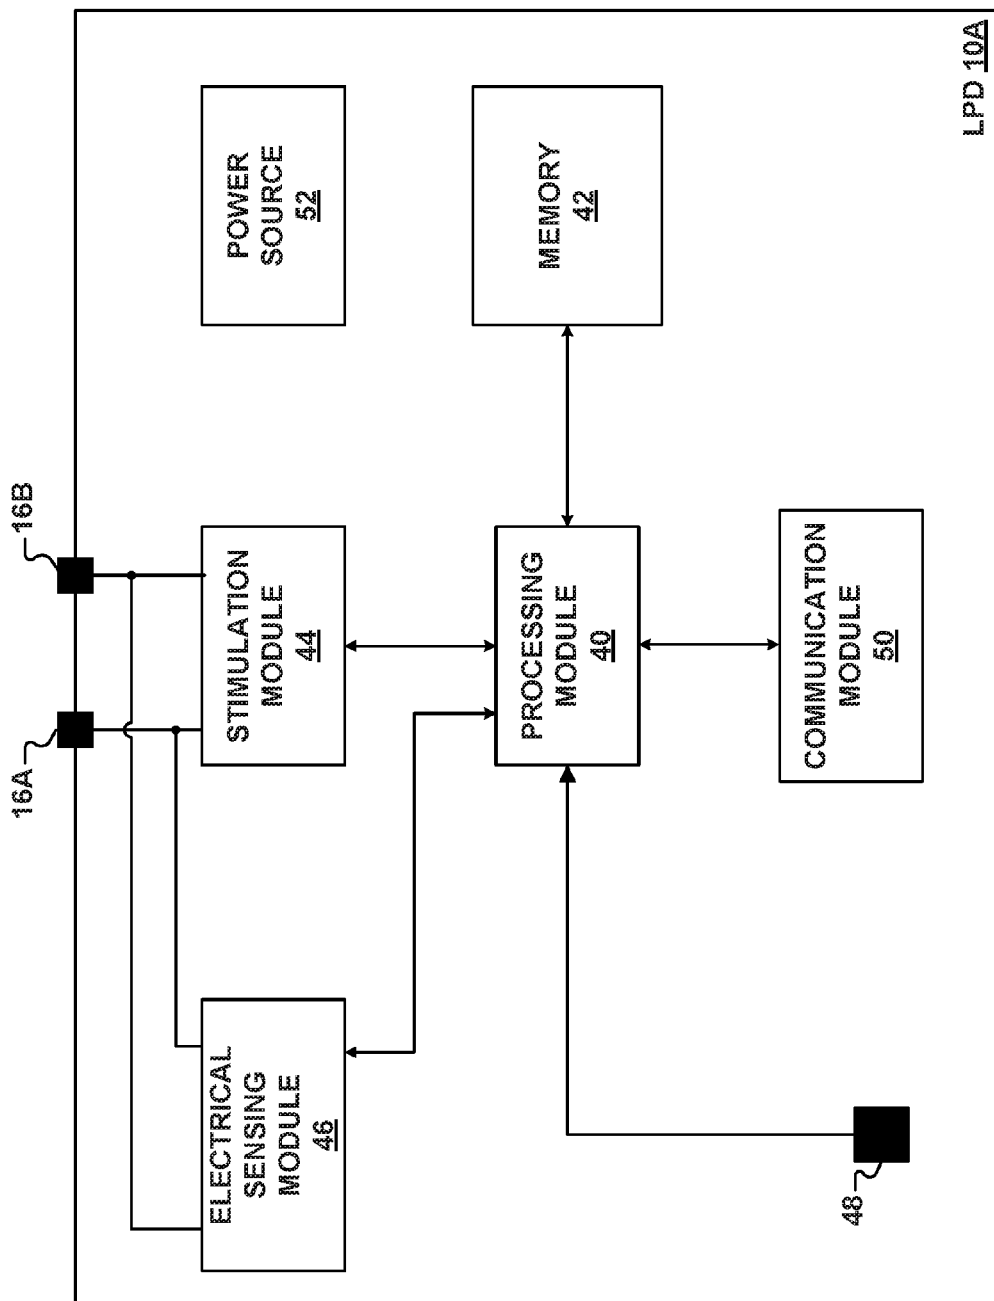 16A
16B
ELECTRICAL
SENSING
MODULE
46
STIMULATION
MODULE
44
POWER
SOURCE
52
PROCESSING
MODULE
40
MEMORY
42
48
COMMUNICATION
MODULE
50
LPD 10A